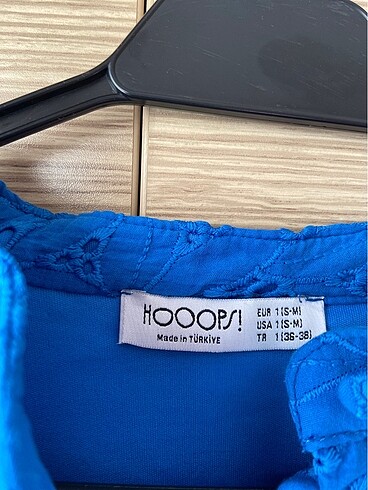 HOOOPS!
Made in TÜRKİYE
EUR 1 (S-M)
USA 1 (S-M)
TR 1 (36-38)